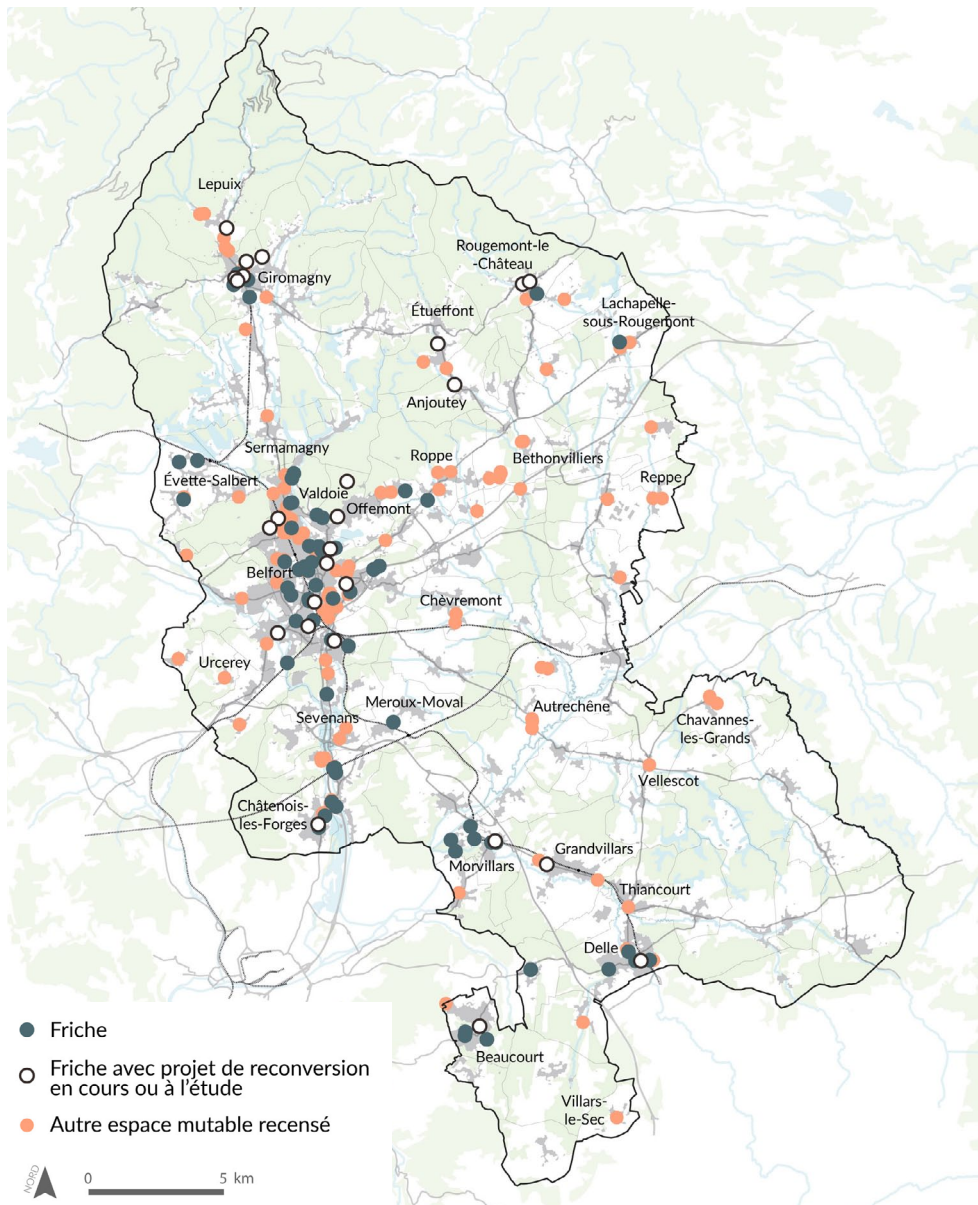 Lepuix
Giromagny
Rougemont-le
-Château
Lachapelle-
sous-Rougemont
Étueffont
Anjoutey
Sermamagny
Évette-Salbert
Valdoie
Offemont
Roppe
Bethonvilliers
Reppe
Belfort
Chèvremont
Urcerey
Sevenans
Meroux-Moval
Autrechêne
Chavannes-
les-Grands
Vellescot
Châtenois-
les-Forges
Morvillars
Grandvillars
Thiancourt
Delle
Beaucourt
Villars-
le-Sec
Friche
Friche avec projet de reconversion
en cours ou à l'étude
Autre espace mutable recensé
NORD
0 5 km